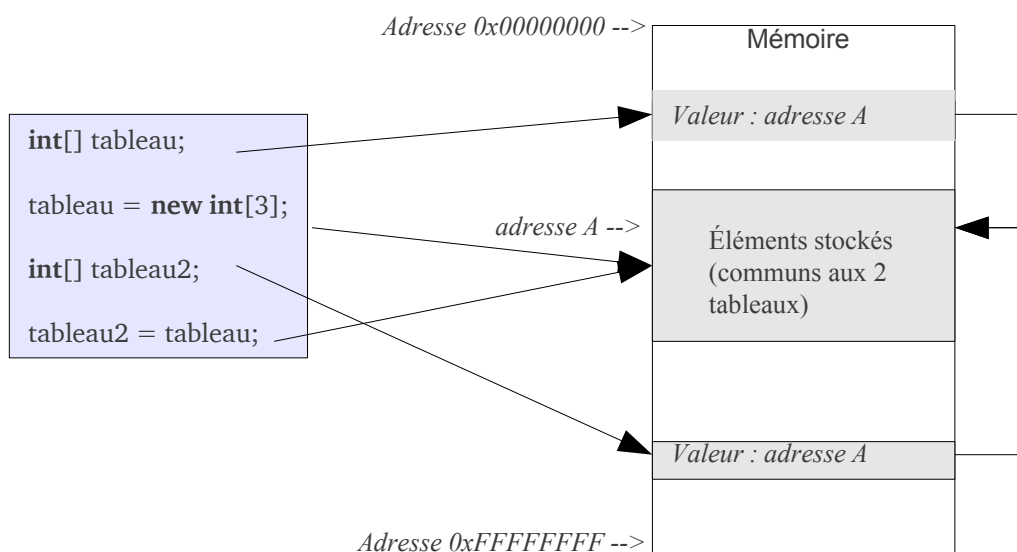 Adresse 0x00000000 -->
Mémoire
Valeur : adresse A
int[] tableau;
tableau = new int[3];
int[] tableau2;
tableau2 = tableau;
adresse A -->
Éléments stockés
(communs aux 2
tableaux)
Valeur : adresse A
Adresse 0xFFFFFFFF -->